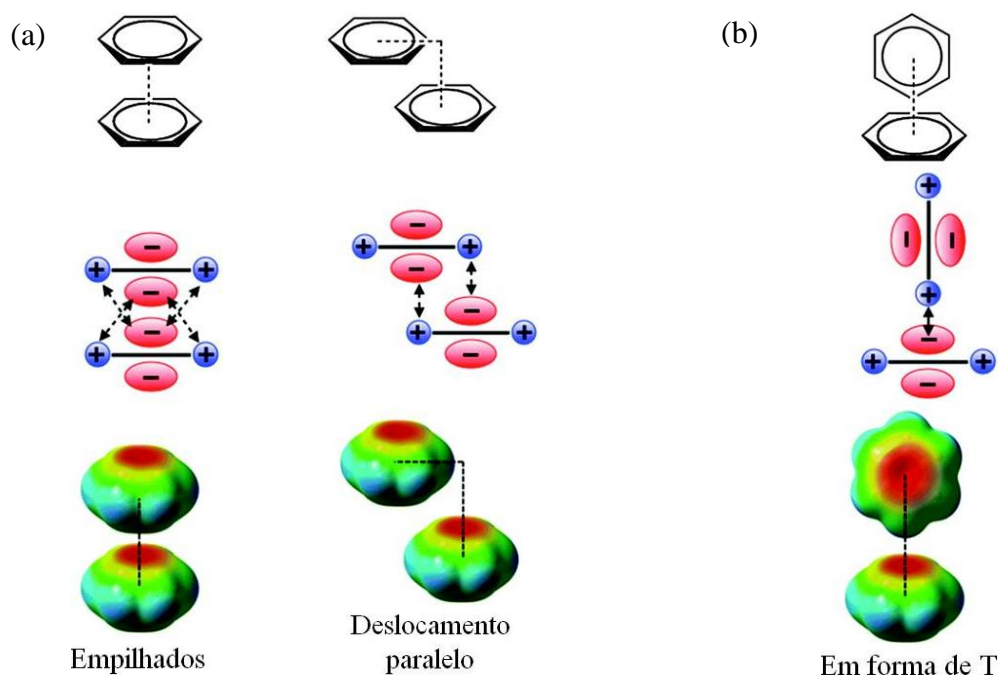 (a)
(b)
+ − − +
+ − − +
− +
− −
+ −
+
− −
+
+ − +
−
Empilhados
Deslocamento
paralelo
Em forma de T